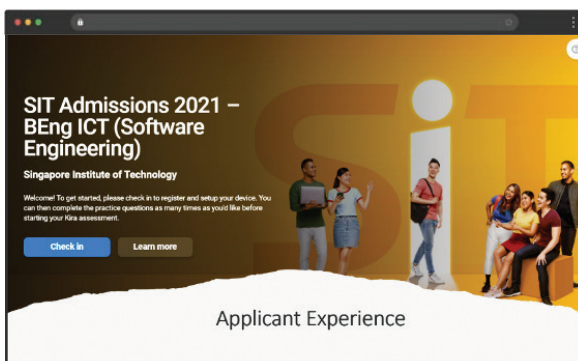 SIT Admissions 2021 –
BEng ICT (Software
Engineering)
Singapore Institute of Technology
Welcome! To get started, please check in to register and setup your device. You
can then complete the practice questions as many times as you'd like before
starting your Kira assessment.
Check in
Learn more
SiT
Applicant Experience